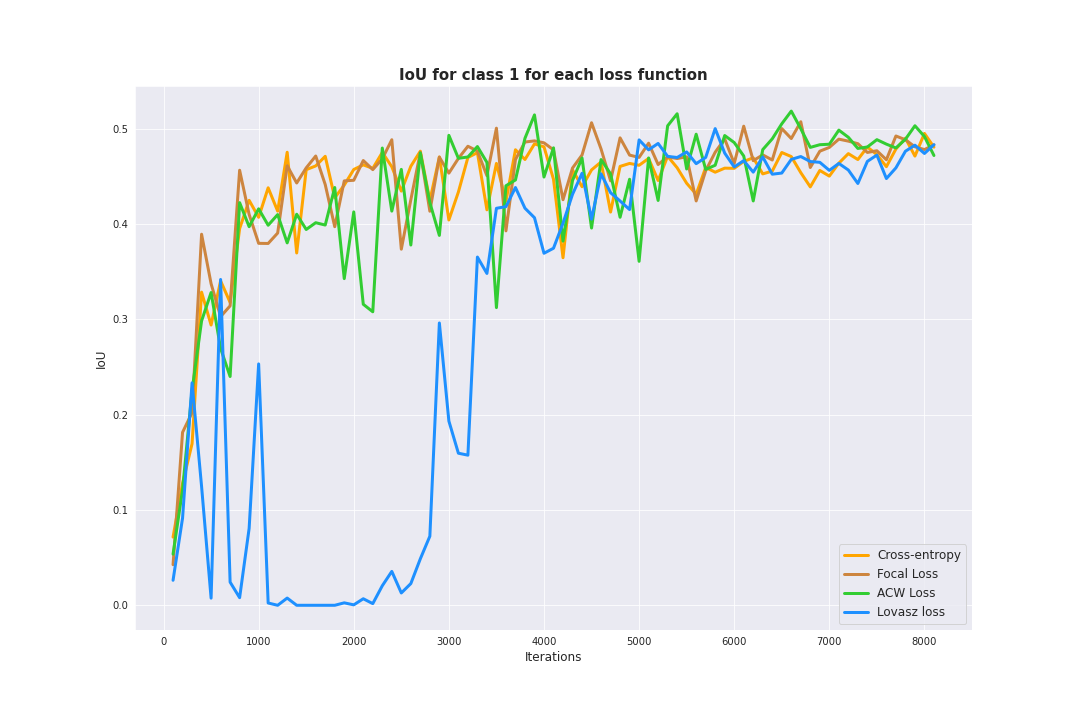 IoU for class 1 for each loss function
IoU
0.5
0.4
0.3
0.2
0.1
0.0
0 1000 2000 3000 4000 5000 6000 7000 8000
Iterations
Cross-entropy
Focal Loss
ACW Loss
Lovasz loss